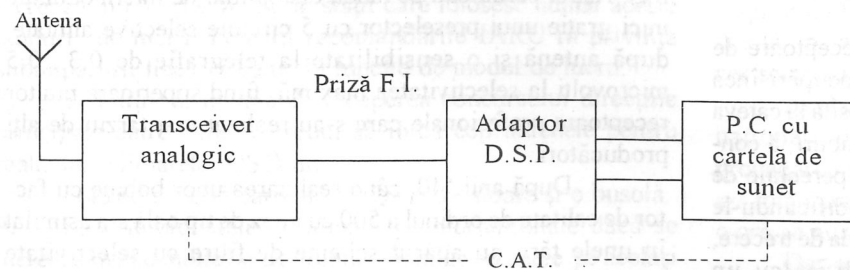 Antena
Priză F.I.
Transceiver
analogic
Adaptor
D.S.P.
P.C. cu
cartelă de
sunet
C.A.T.